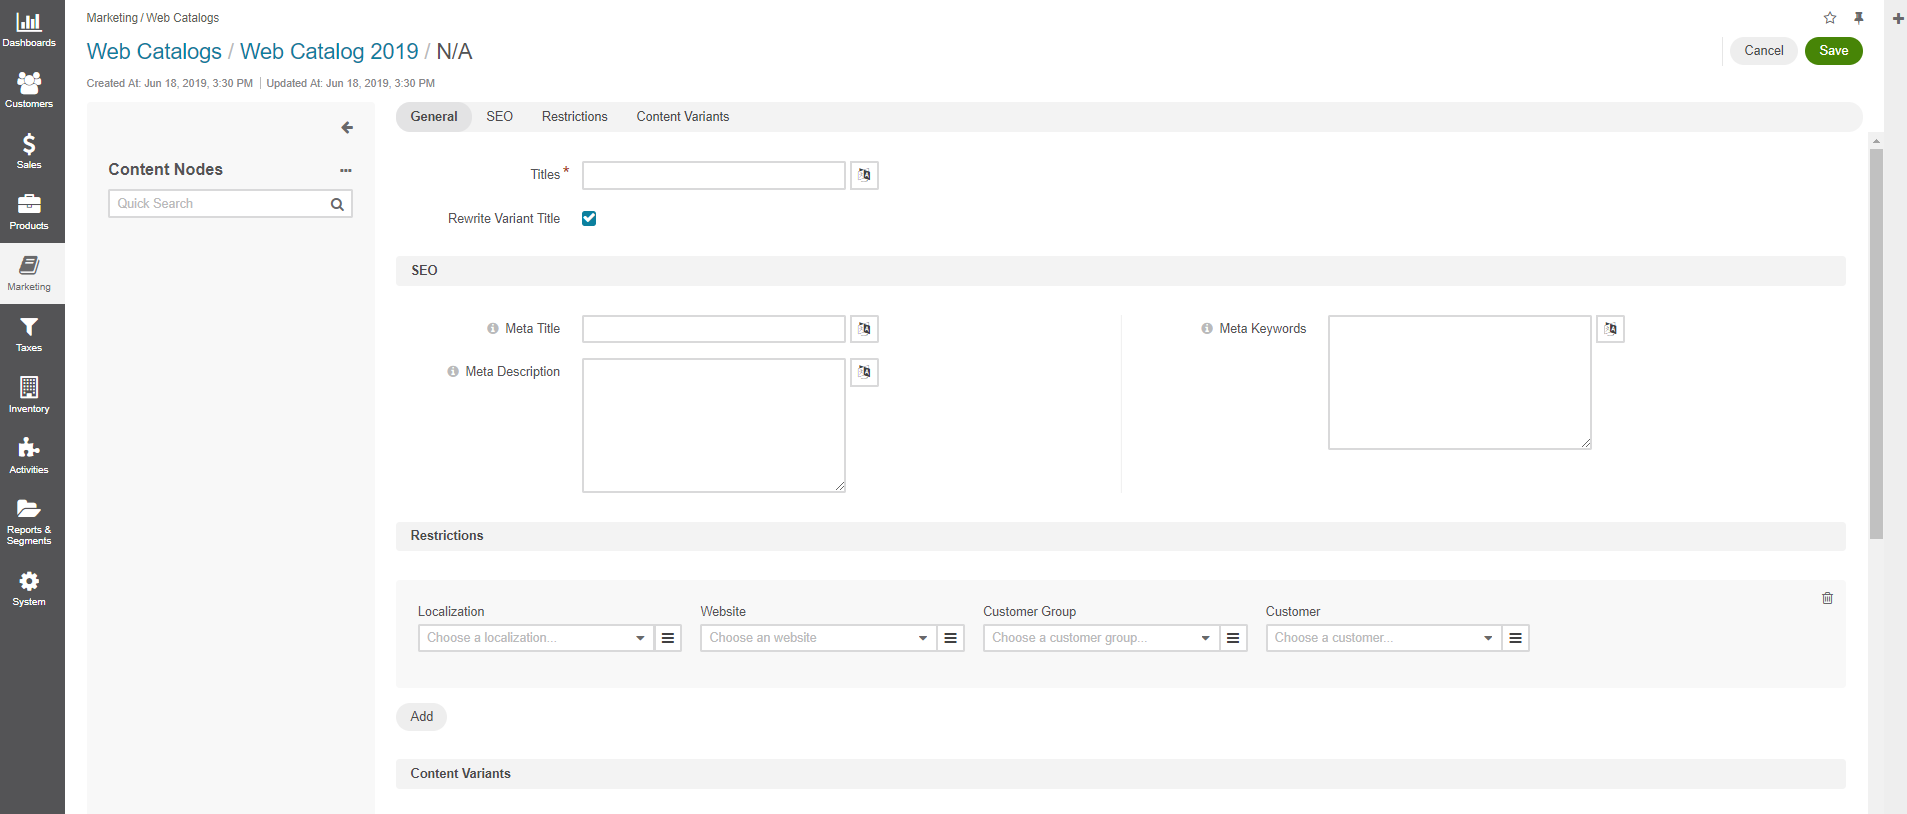 Dashboards
Customers
Sales
Products
Marketing
Taxes
Inventory
Activities
Reports &
Segments
System
Marketing / Web Catalogs
Web Catalogs / Web Catalog 2019 / N/A
Cancel
Save
Created At: Jun 18, 2019, 3:30 PM | Updated At: Jun 18, 2019, 3:30 PM
Content Nodes
Quick Search
General SEO Restrictions Content Variants
Titles *
Rewrite Variant Title
SEO
Meta Title
Meta Keywords
Meta Description
Restrictions
Localization Website Customer Group Customer
Choose a localization... Choose an website Choose a customer group... Choose a customer...
Add
Content Variants